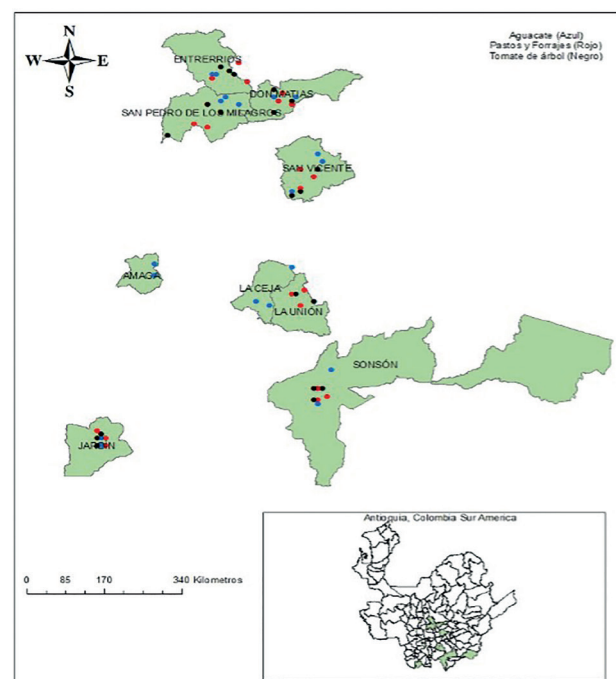 N
W E
S
Aguacate (Azul)
Pastos y Forrajes (Rojo)
Tomate de árbol (Negro)
ENTRERRIOS
DONMATIAS
SAN PEDRO DE LOS MILAGROS
SAN VICENTE
AMAGA
LA CEJA
LA UNIÓN
SONSÓN
JARDIN
Antioquia, Colombia Sur America
0 85 170 340 Kilometros